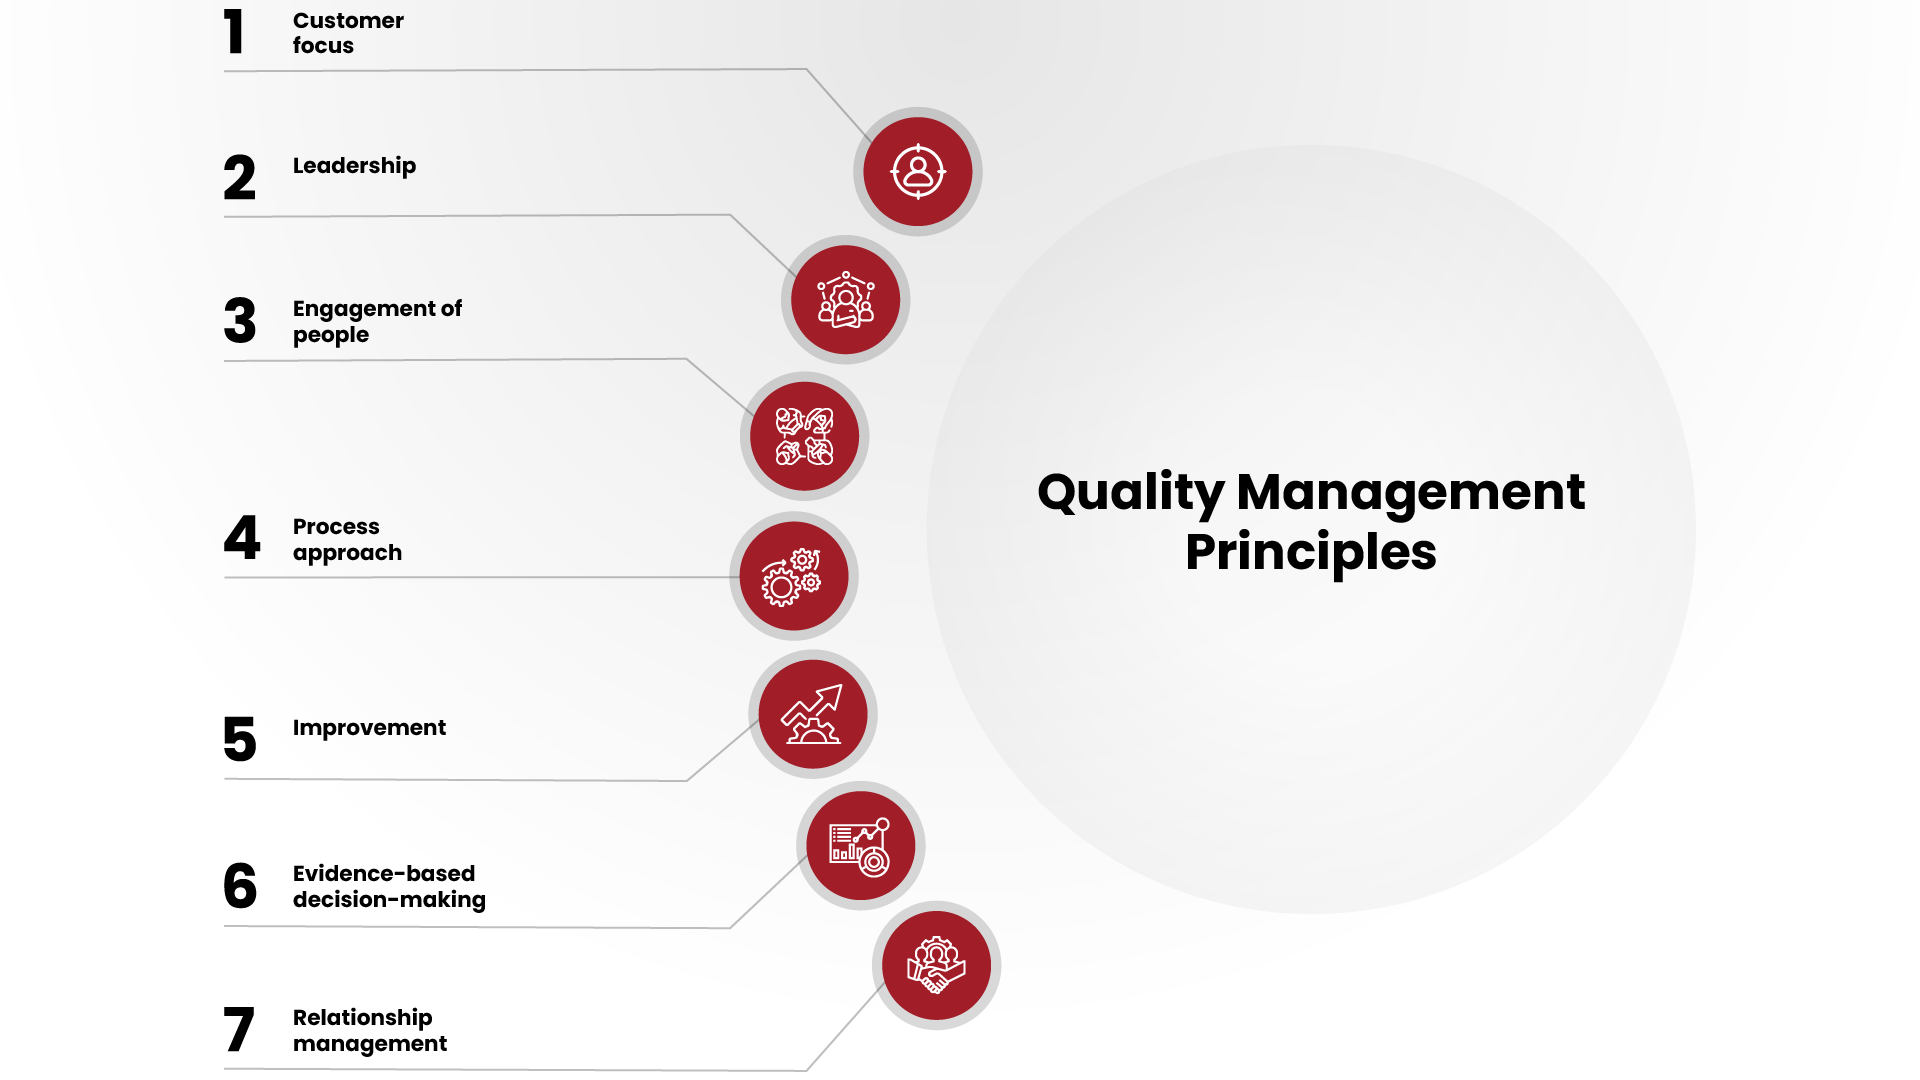 1
Customer
focus
2
Leadership
3
Engagement of
people
4
Process
approach
5
Improvement
6
Evidence-based
decision-making
7
Relationship
management
Quality Management
Principles